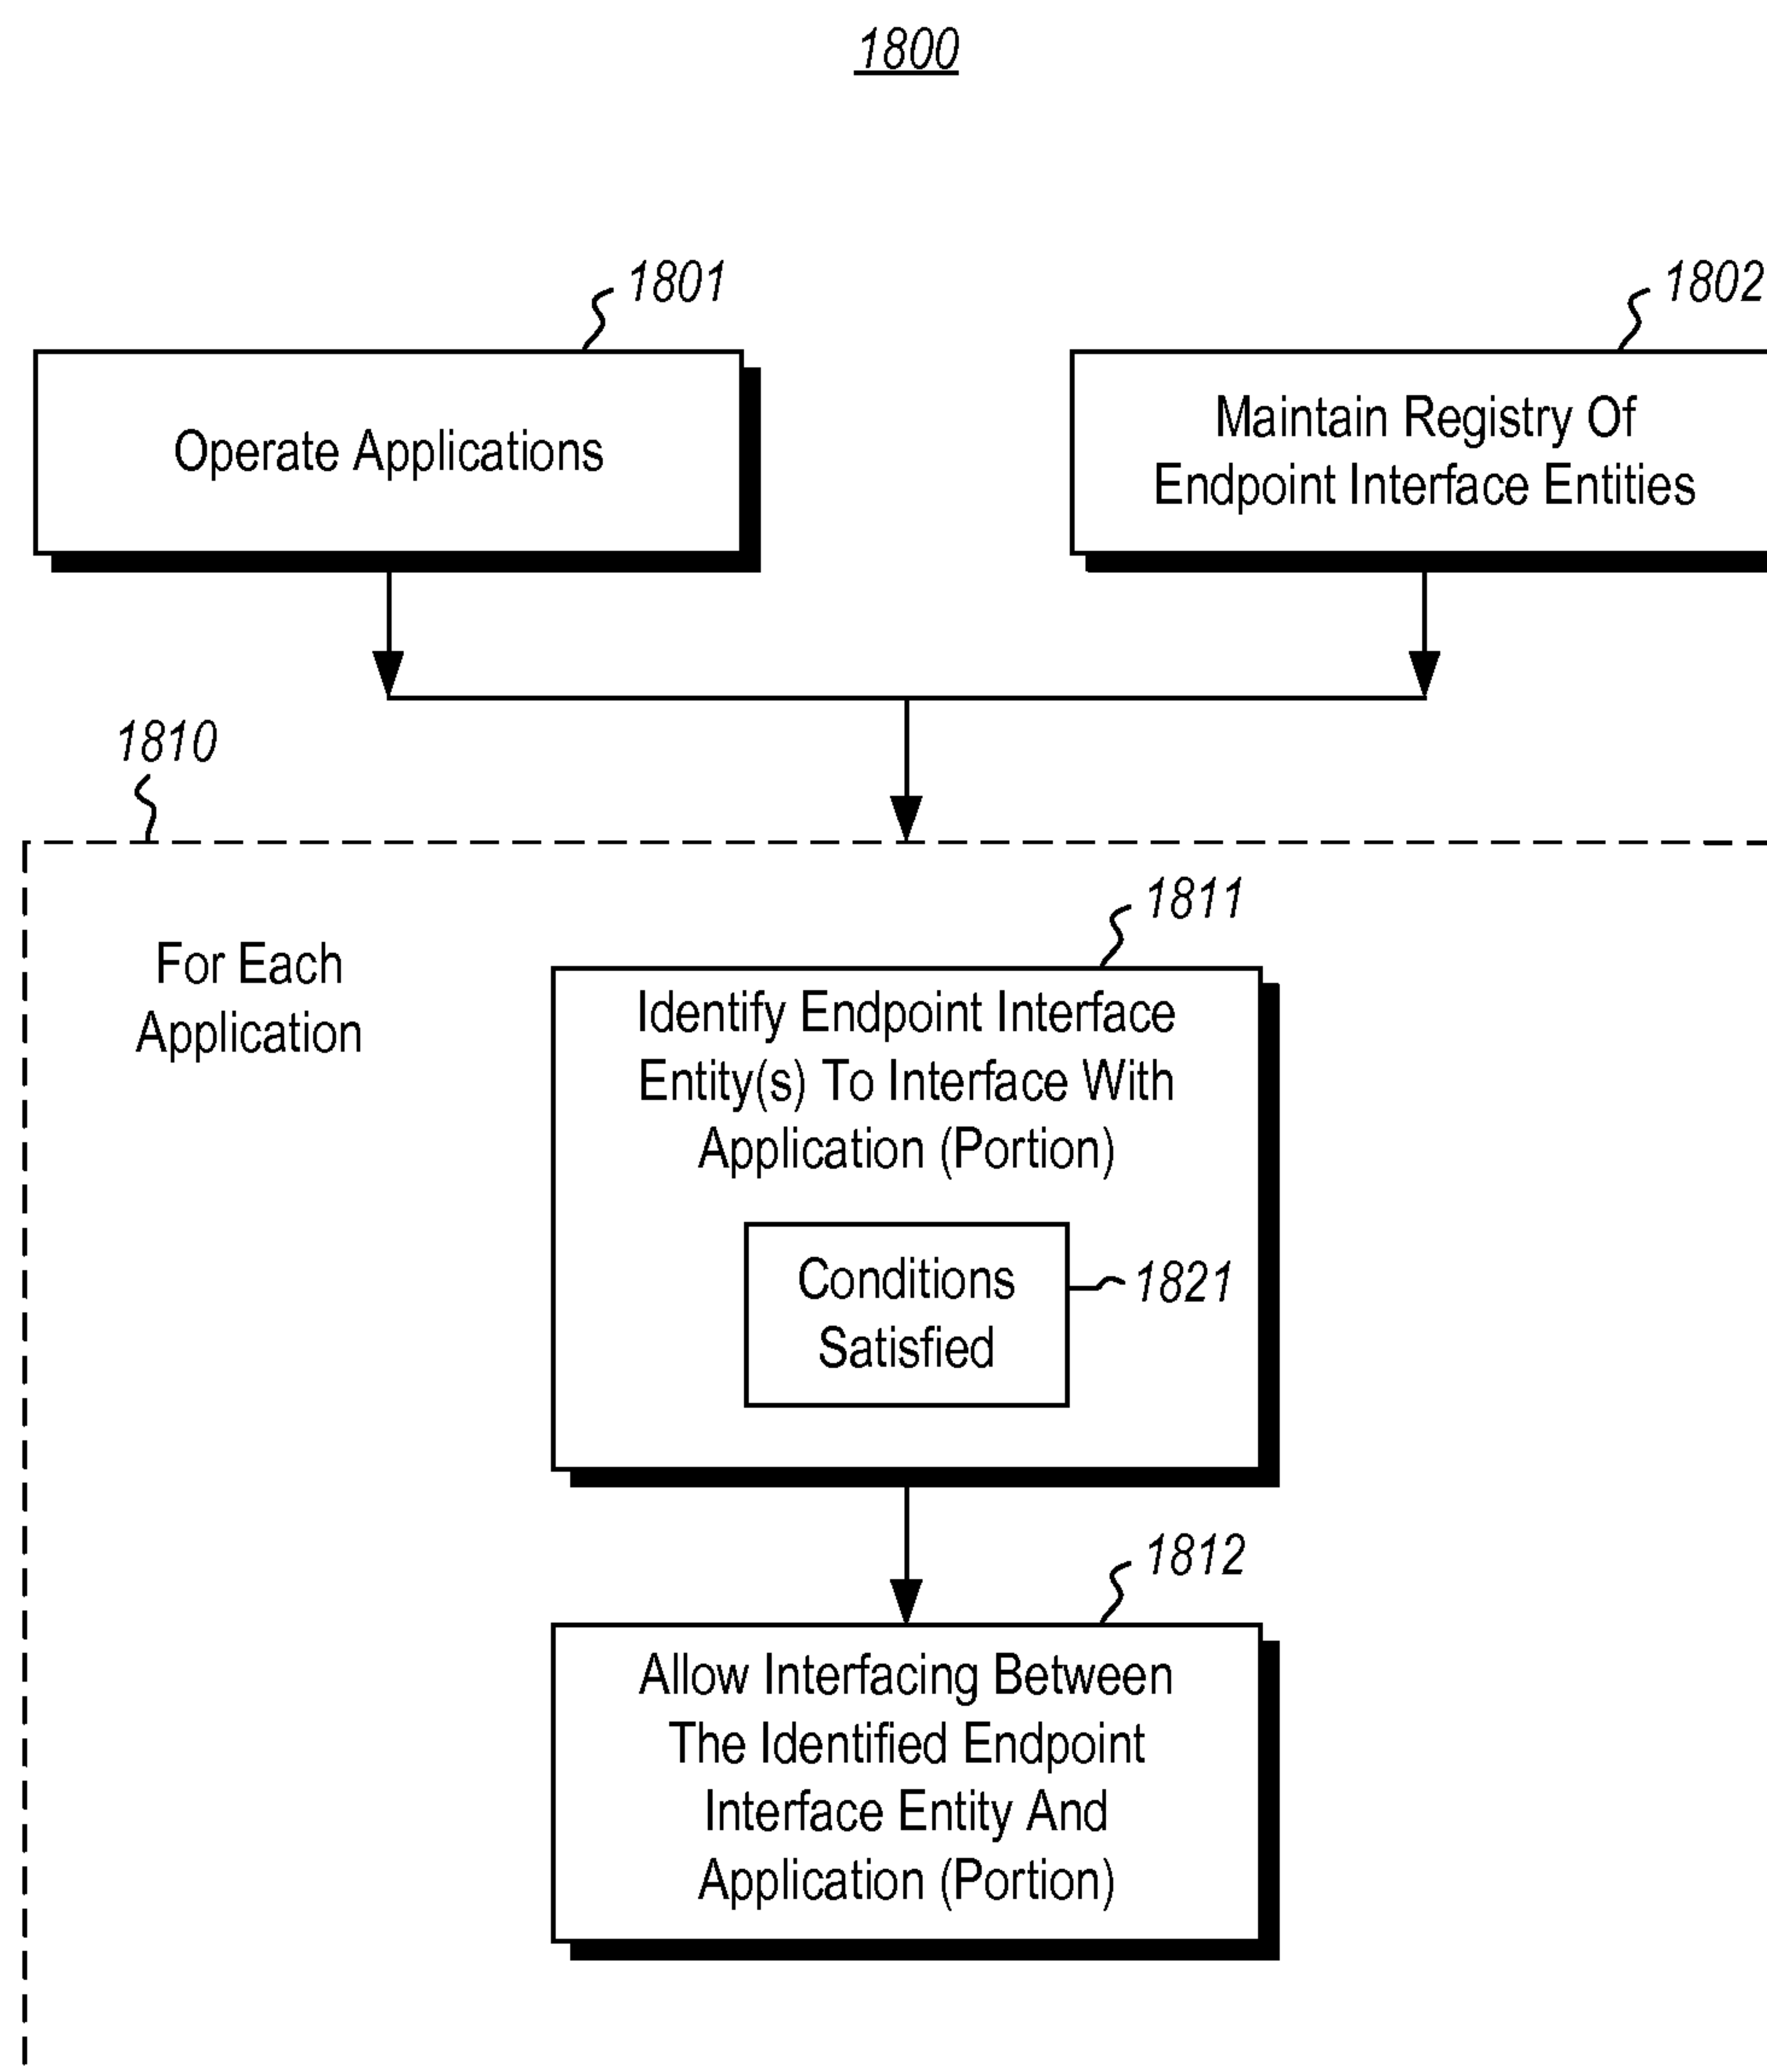 1800
1801
1802
Operate Applications
Maintain Registry Of
Endpoint Interface Entities
1810
1811
For Each
Application
Identify Endpoint Interface
Entity(s) To Interface With
Application (Portion)
Conditions
Satisfied
1821
1812
Allow Interfacing Between
The Identified Endpoint
Interface Entity And
Application (Portion)